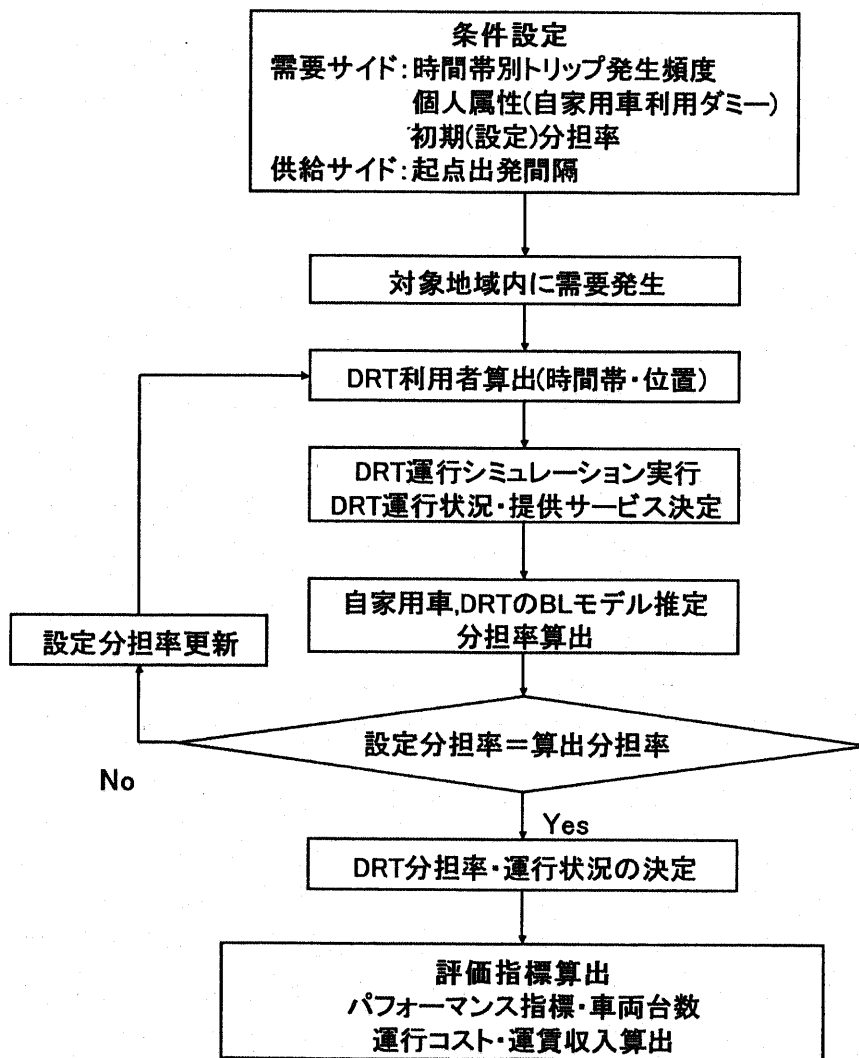 条件設定
需要サイド:時間帯別トリップ発生頻度
個人属性(自家用車利用ダミー)
初期(設定)分担率
供給サイド:起点出発間隔
対象地域内に需要発生
DRT利用者算出(時間帯・位置)
DRT運行シミュレーション実行
DRT運行状況・提供サービス決定
自家用車,DRTのBLモデル推定
分担率算出
設定分担率更新
設定分担率=算出分担率
No
Yes
DRT分担率・運行状況の決定
評価指標算出
パフォーマンス指標・車両台数
運行コスト・運賃収入算出